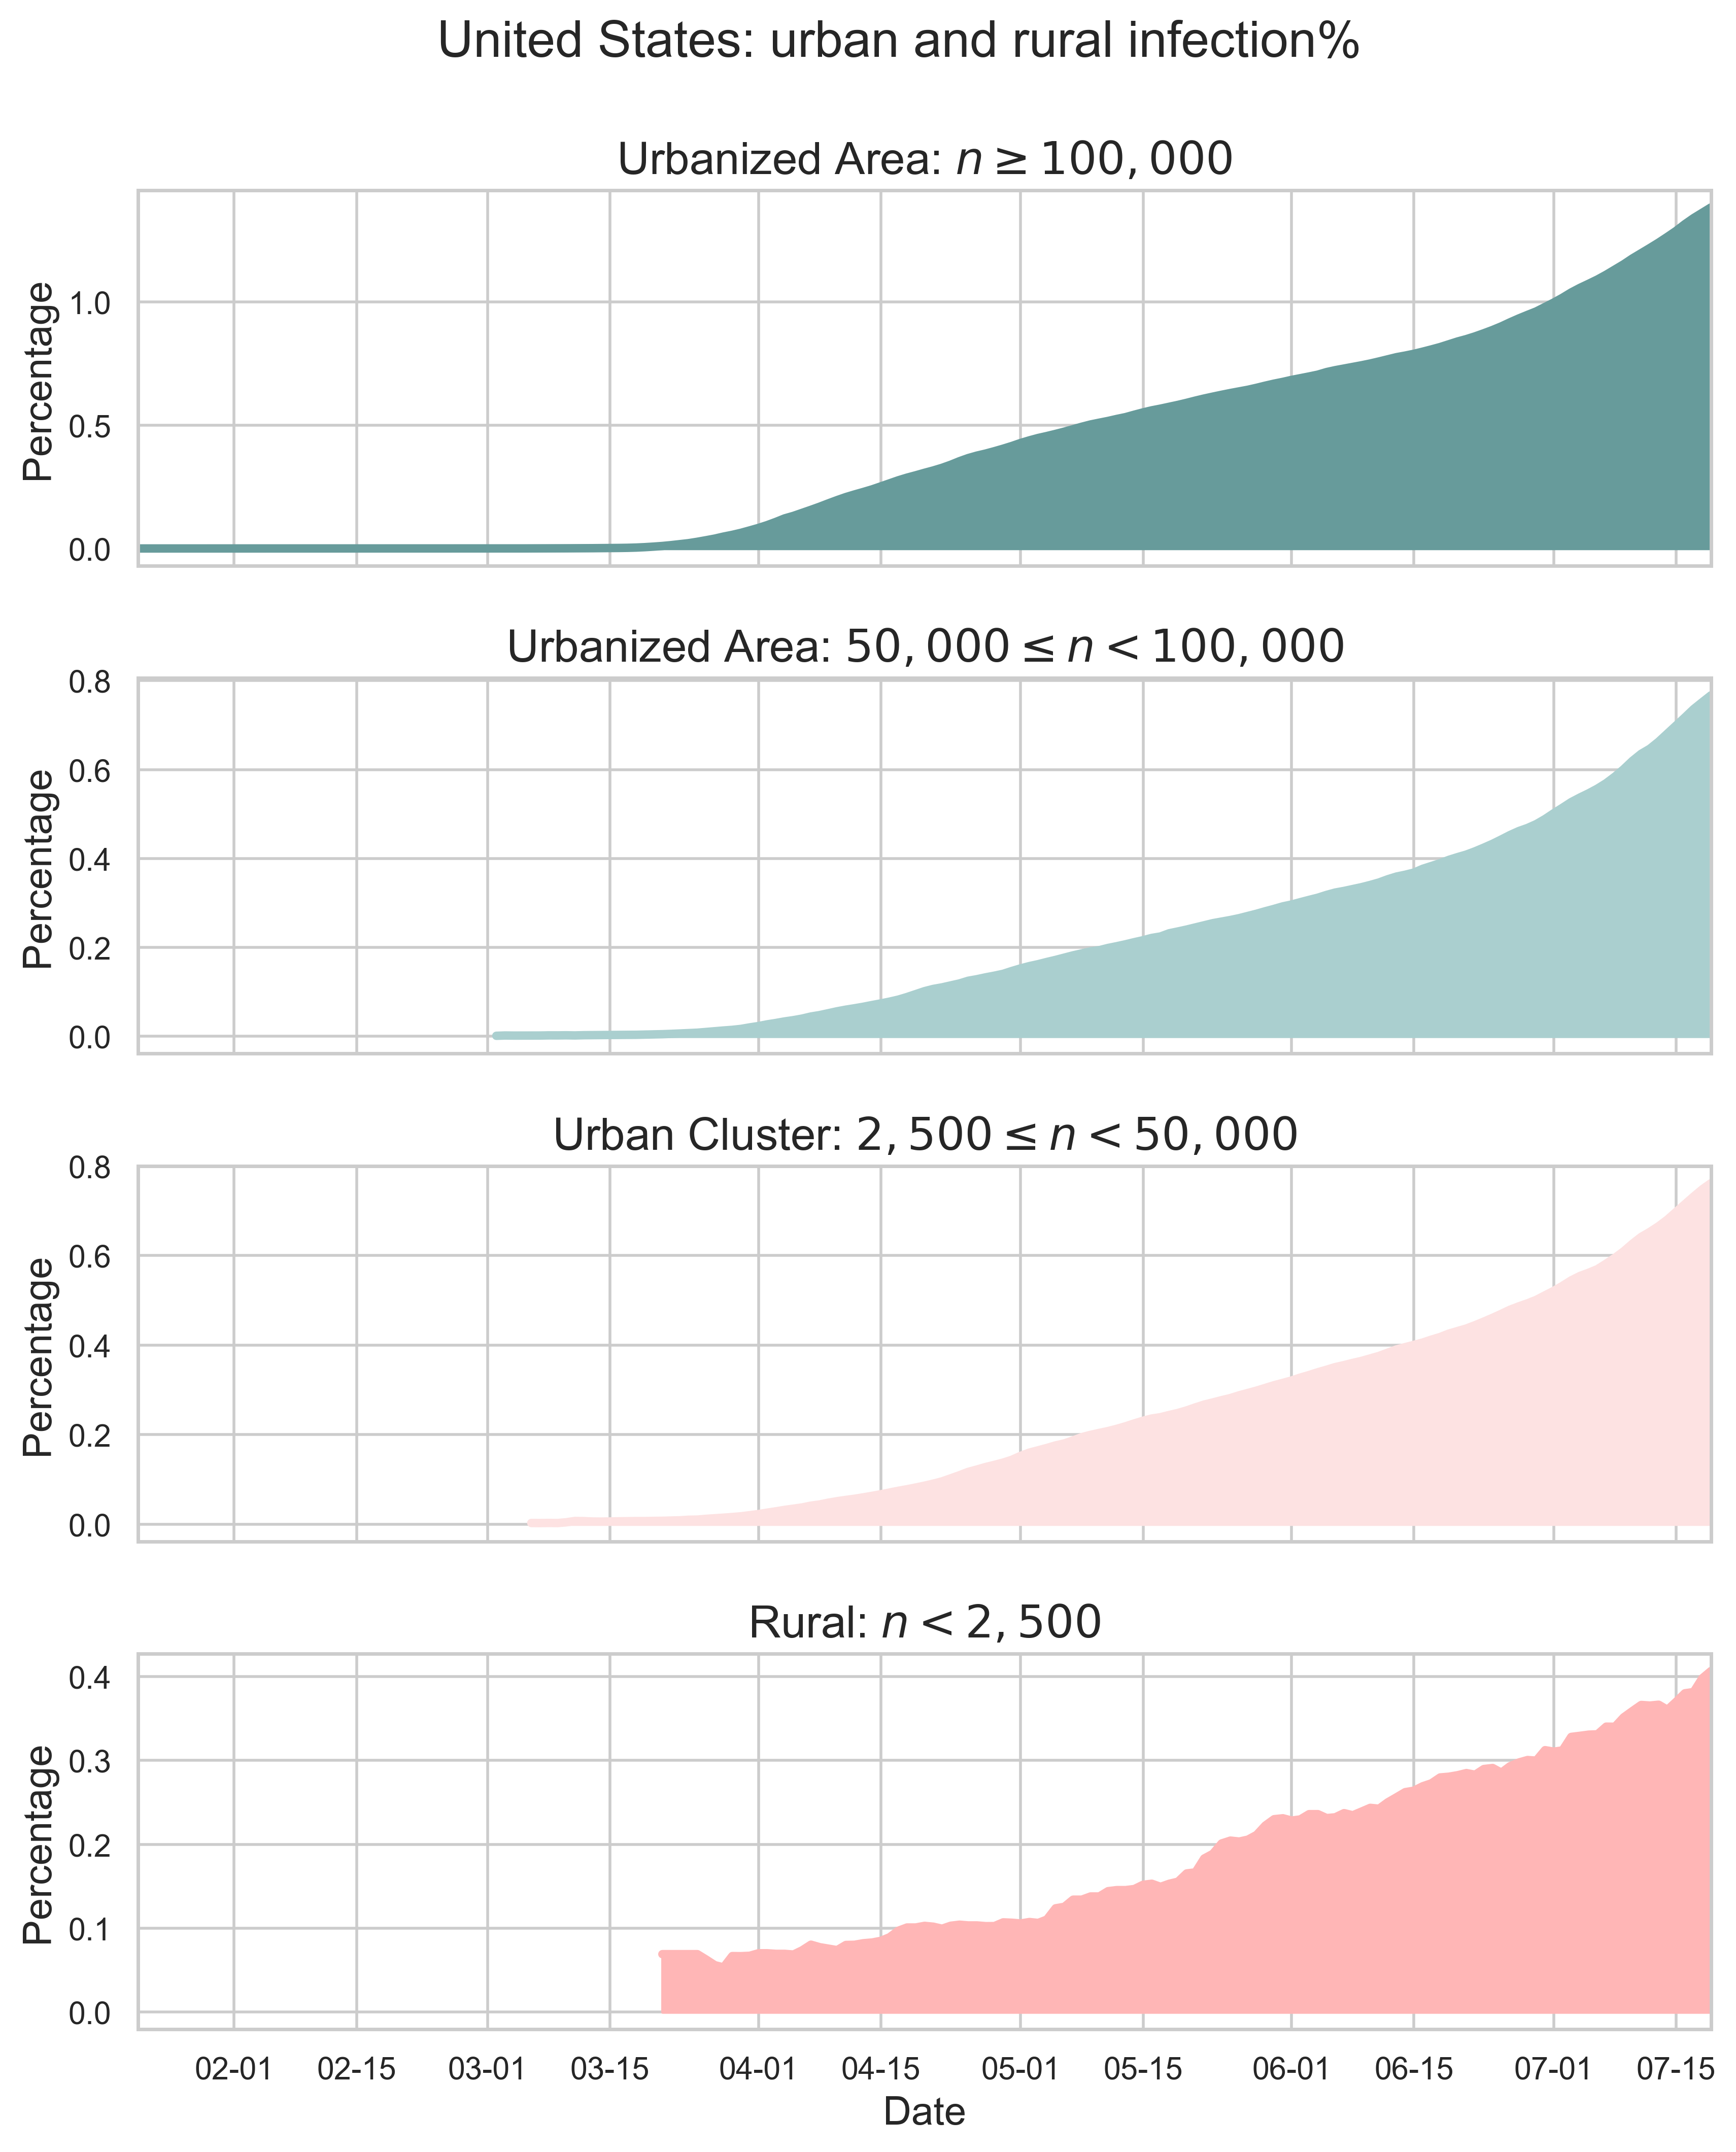 United States: urban and rural infection%
Urbanized Area: n ≥ 100, 000
Percentage
1.0
0.5
0.0
Urbanized Area: 50, 000 ≤ n < 100, 000
Percentage
0.8
0.6
0.4
0.2
0.0
Urban Cluster: 2, 500 ≤ n < 50, 000
Percentage
0.8
0.6
0.4
0.2
0.0
Rural: n < 2, 500
Percentage
0.4
0.3
0.2
0.1
0.0
02-01 02-15 03-01 03-15 04-01 04-15 05-01 05-15 06-01 06-15 07-01 07-15
Date